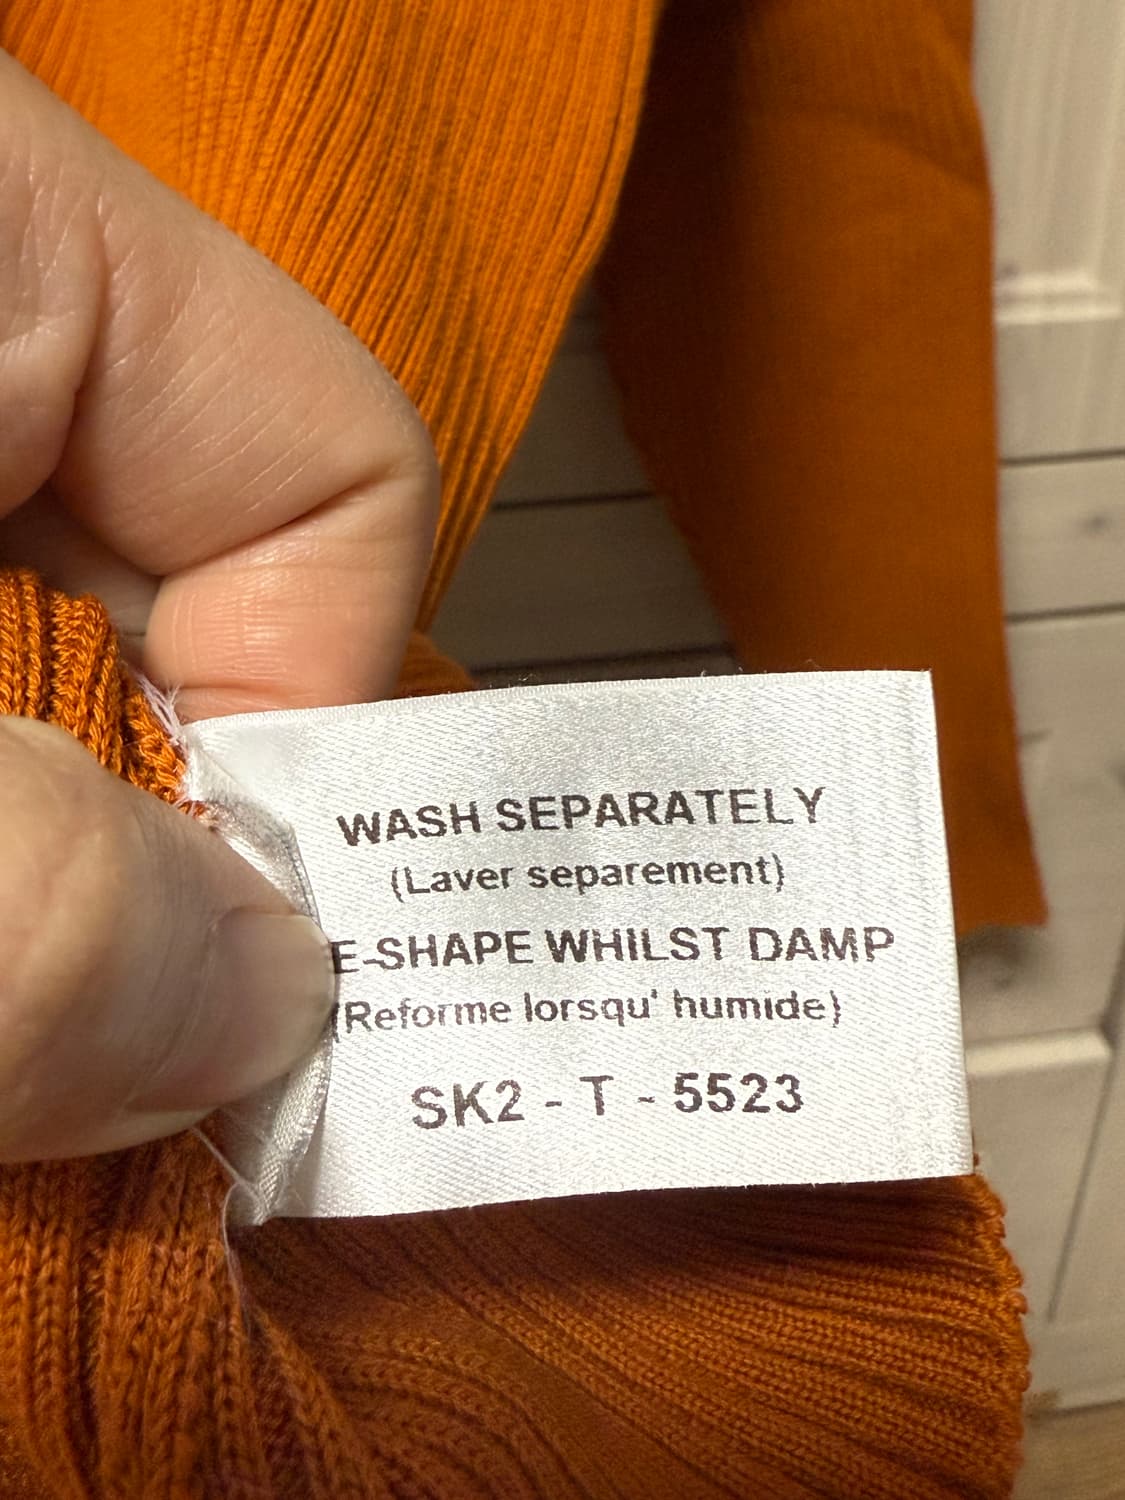 WASH SEPARATELY
(Laver separement)
E-SHAPE WHILST DAMP
(Reforme lorsqu' humide)
SK2 - T - 5523